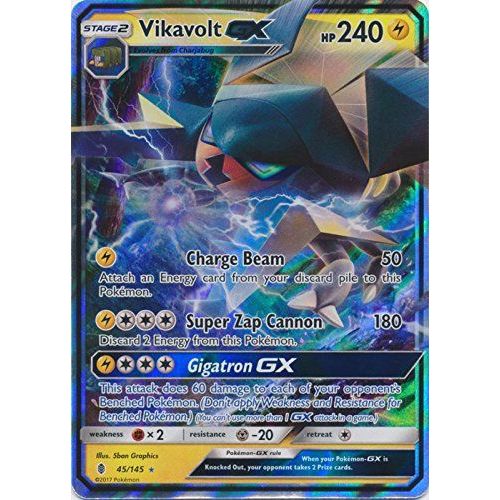 STAGE 2 Vikavolt GX HP 240
Evolves from Charjabug
Charge Beam 50
Attach an Energy card from your discard pile to this
Pokémon.
Super Zap Cannon 180
Discard 2 Energy from this Pokémon.
Gigatron GX
This attack does 60 damage to each of your opponent's
Benched Pokémon. (Don't apply Weakness and Resistance for
Benched Pokémon.) (You can't use more than 1 GX attack in a game.)
weakness × 2 resistance -20 retreat
Illus. 5ban Graphics
45/145
©2017 Pokémon
Pokémon-GX rule
When your Pokémon-GX is
Knocked Out, your opponent takes 2 Prize cards.